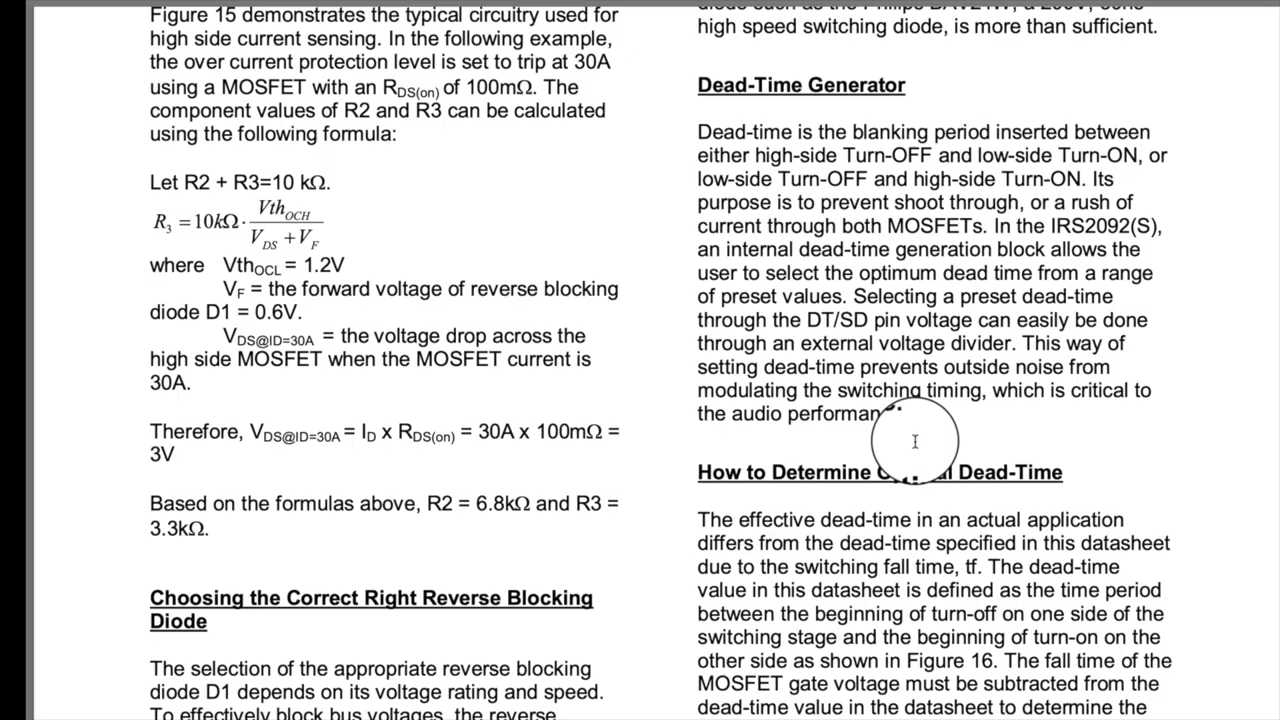 Figure 15 demonstrates the typical circuitry used for
high side current sensing. In the following example,
the over current protection level is set to trip at 30A
using a MOSFET with an RDS(on) of 100mΩ. The
component values of R2 and R3 can be calculated
using the following formula:
Let R2 + R3=10 kΩ.
R3 = 10kΩ · VthOCH / VDS + VF
where VthOCL = 1.2V
VF = the forward voltage of reverse blocking
diode D1 = 0.6V.
VDS@ID=30A = the voltage drop across the
high side MOSFET when the MOSFET current is
30A.
Therefore, VDS@ID=30A = ID x RDS(on) = 30A x 100mΩ =
3V
Based on the formulas above, R2 = 6.8kΩ and R3 =
3.3kΩ.
Choosing the Correct Right Reverse Blocking
Diode
The selection of the appropriate reverse blocking
diode D1 depends on its voltage rating and speed.
To effectively block bus voltages, the reverse
high speed switching diode, is more than sufficient.
Dead-Time Generator
Dead-time is the blanking period inserted between
either high-side Turn-OFF and low-side Turn-ON, or
low-side Turn-OFF and high-side Turn-ON. Its
purpose is to prevent shoot through, or a rush of
current through both MOSFETs. In the IRS2092(S),
an internal dead-time generation block allows the
user to select the optimum dead time from a range
of preset values. Selecting a preset dead-time
through the DT/SD pin voltage can easily be done
through an external voltage divider. This way of
setting dead-time prevents outside noise from
modulating the switching timing, which is critical to
the audio performan
How to Determine Dead-Time
The effective dead-time in an actual application
differs from the dead-time specified in this datasheet
due to the switching fall time, tf. The dead-time
value in this datasheet is defined as the time period
between the beginning of turn-off on one side of the
switching stage and the beginning of turn-on on the
other side as shown in Figure 16. The fall time of the
MOSFET gate voltage must be subtracted from the
dead-time value in the datasheet to determine the